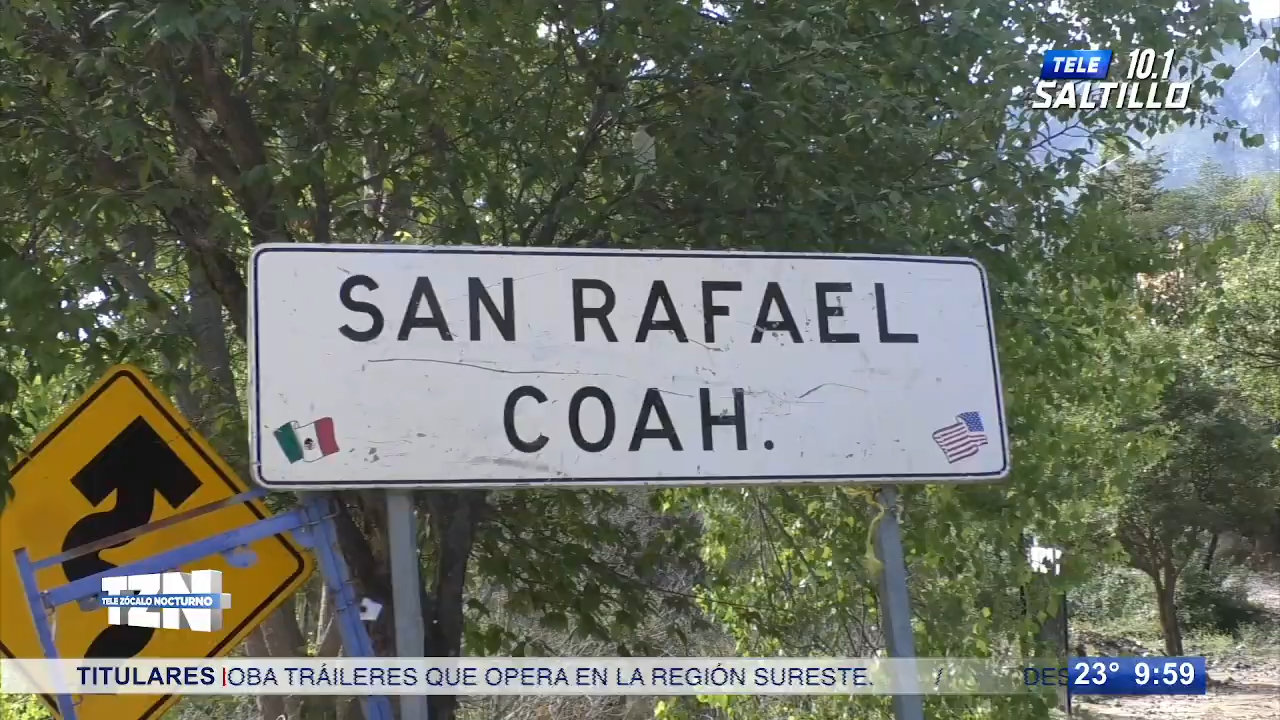 TELE 10.1
SALTILLO
SAN RAFAEL
COAH.
TZN
TELE ZÓCALO NOCTURNO
TITULARES OBA TRÁILERES QUE OPERA EN LA REGIÓN SURESTE. / DES 23° 9:59